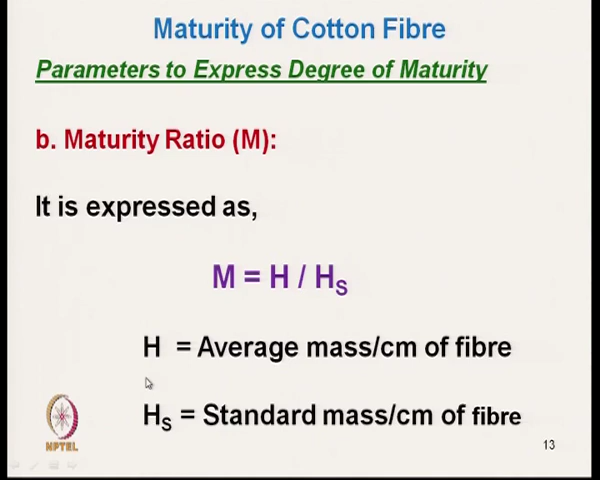 Maturity of Cotton Fibre
Parameters to Express Degree of Maturity
b. Maturity Ratio (M):
It is expressed as,
M = H / HS
H = Average mass/cm of fibre
HS = Standard mass/cm of fibre
NPTEL
13